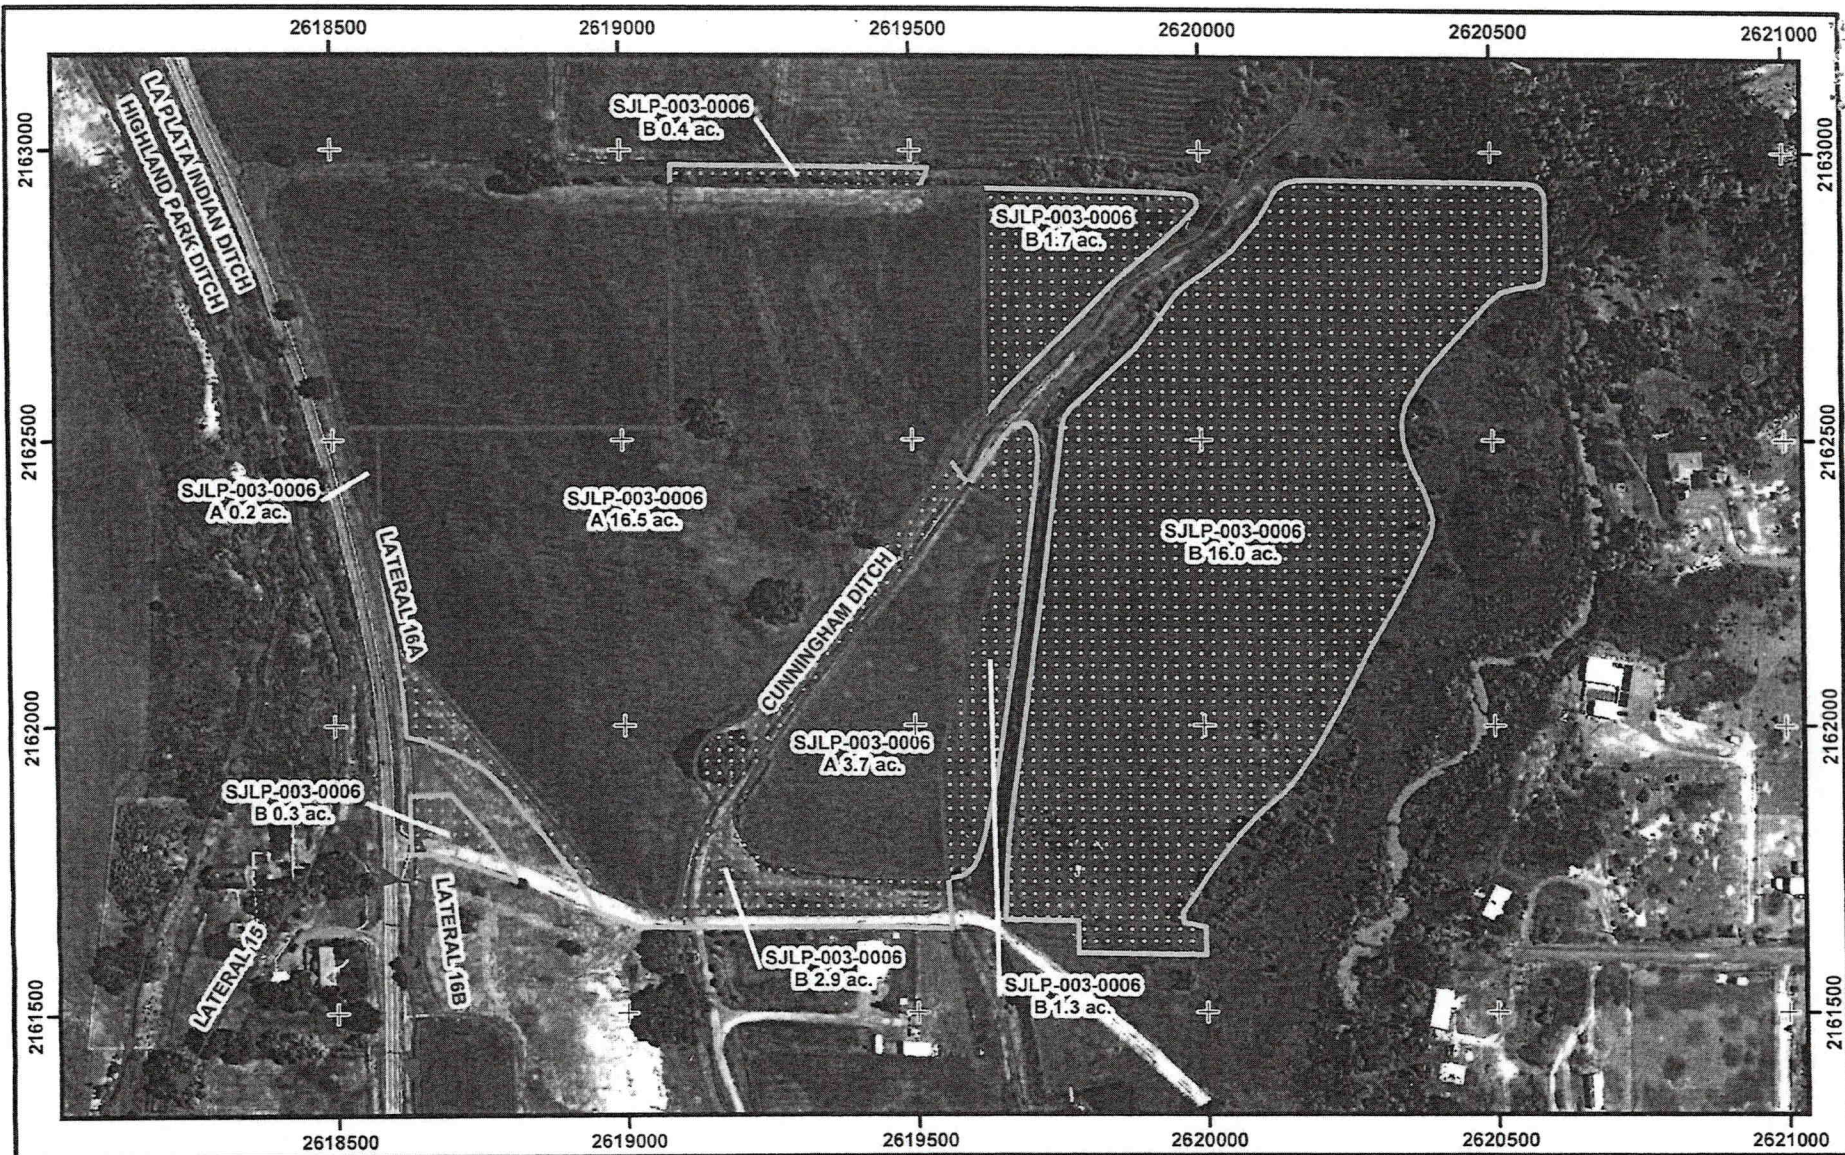 2618500 2619000 2619500 2620000 2620500 2621000
2163000
2163000
LA PLATA INDIAN DITCH
HIGHLAND PARK DITCH
SJLP-003-0006
B 0.4 ac.
SJLP-003-0006
B 1.7 ac.
2162500
2162500
SJLP-003-0006
A 0.2 ac.
SJLP-003-0006
A 16.5 ac.
SJLP-003-0006
B 16.0 ac.
LATERAL 16A
CUNNINGHAM DITCH
2162000
2162000
SJLP-003-0006
A 3.7 ac.
SJLP-003-0006
B 0.3 ac.
LATERAL 15
LATERAL 16B
SJLP-003-0006
B 2.9 ac.
SJLP-003-0006
B 1.3 ac.
2161500
2161500
2618500 2619000 2619500 2620000 2620500 2621000